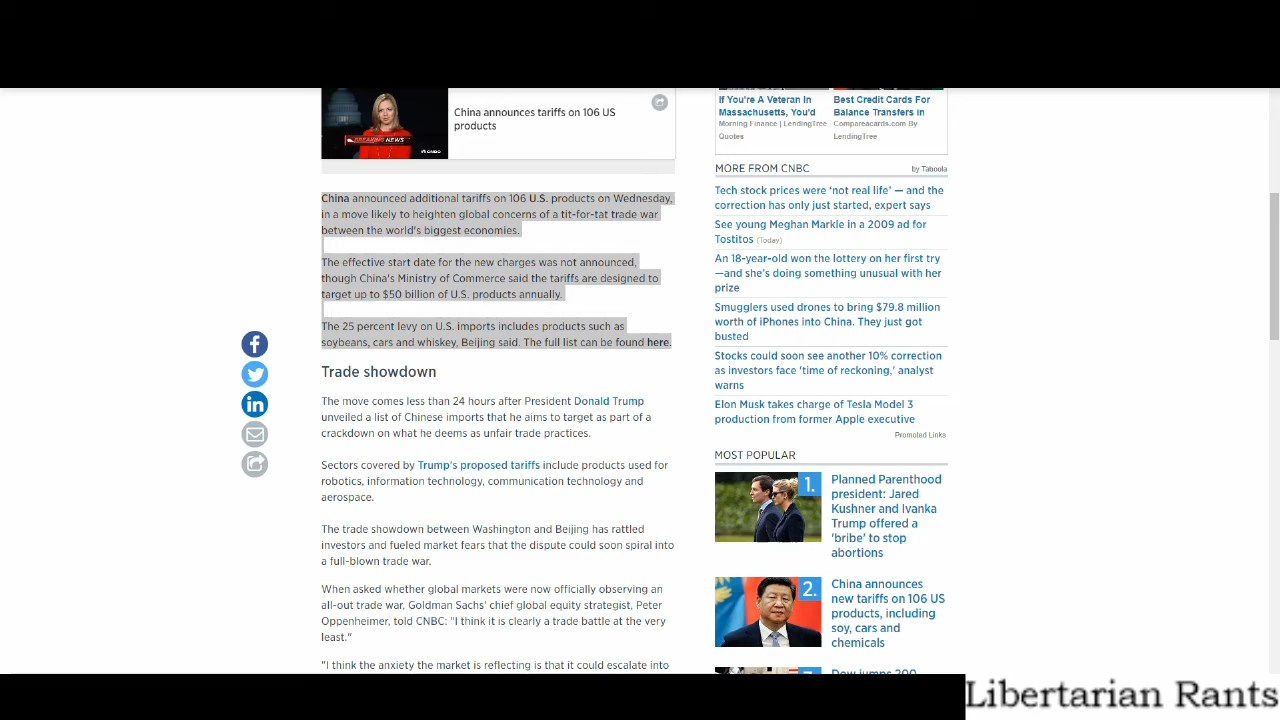 BREAKING NEWS
CNBC
China announces tariffs on 106 US
products
China announced additional tariffs on 106 U.S. products on Wednesday,
in a move likely to heighten global concerns of a tit-for-tat trade war
between the world's biggest economies.
The effective start date for the new charges was not announced,
though China's Ministry of Commerce said the tariffs are designed to
target up to $50 billion of U.S. products annually.
The 25 percent levy on U.S. imports includes products such as
soybeans, cars and whiskey, Beijing said. The full list can be found here.
Trade showdown
The move comes less than 24 hours after President Donald Trump
unveiled a list of Chinese imports that he aims to target as part of a
crackdown on what he deems as unfair trade practices.
Sectors covered by Trump's proposed tariffs include products used for
robotics, information technology, communication technology and
aerospace.
The trade showdown between Washington and Beijing has rattled
investors and fueled market fears that the dispute could soon spiral into
a full-blown trade war.
When asked whether global markets were now officially observing an
all-out trade war, Goldman Sachs' chief global equity strategist, Peter
Oppenheimer, told CNBC: "I think it is clearly a trade battle at the very
least."
"I think the anxiety the market is reflecting is that it could escalate into
If You're A Veteran In
Massachusetts, You'd
Morning Finance | LendingTree
Quotes
Best Credit Cards For
Balance Transfers in
Comparecards.com By
LendingTree
MORE FROM CNBC
by Taboola
Tech stock prices were ‘not real life’ — and the
correction has only just started, expert says
See young Meghan Markle in a 2009 ad for
Tostitos (Today)
An 18-year-old won the lottery on her first try
—and she's doing something unusual with her
prize
Smugglers used drones to bring $79.8 million
worth of iPhones into China. They just got
busted
Stocks could soon see another 10% correction
as investors face 'time of reckoning,' analyst
warns
Elon Musk takes charge of Tesla Model 3
production from former Apple executive
Promoted Links
MOST POPULAR
1.
Planned Parenthood
president: Jared
Kushner and Ivanka
Trump offered a
'bribe' to stop
abortions
2.
China announces
new tariffs on 106 US
products, including
soy, cars and
chemicals
Dow jumps 200
Libertarian Rants